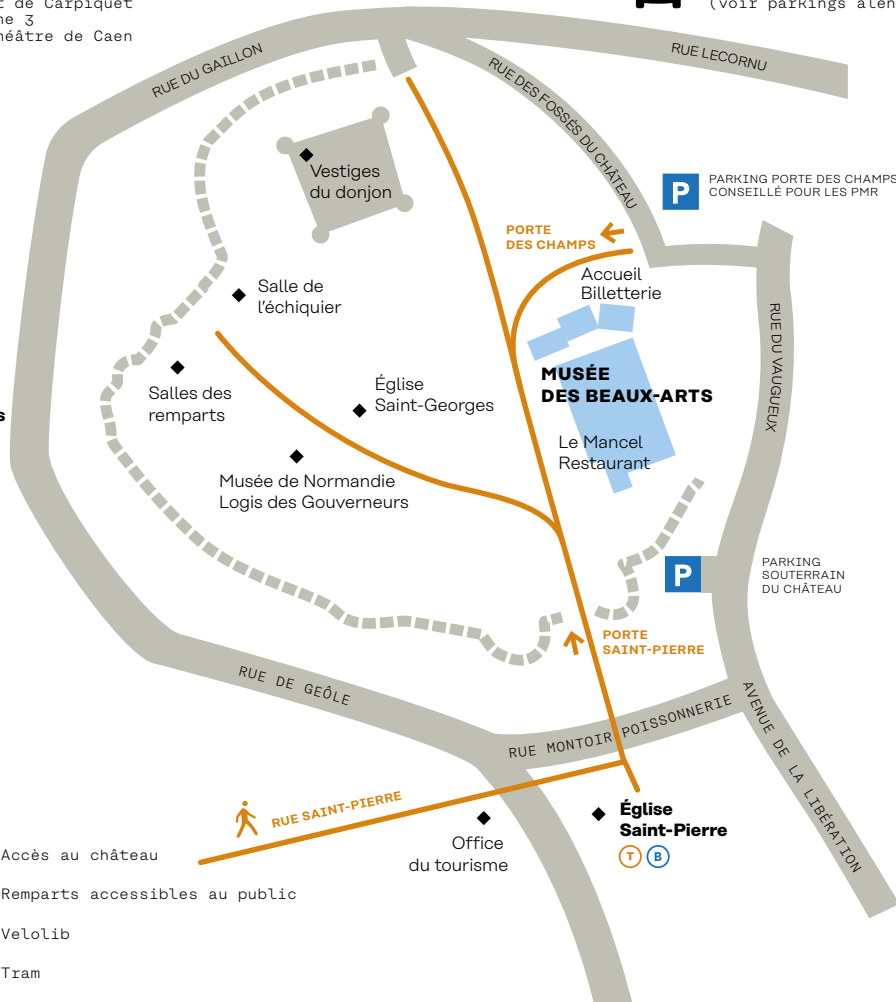 t de Carpiquet
ne 3
héâtre de Caen
(voir parkings alen
RUE DU GAILLON
RUE LECORNU
RUE DES FOSSÉS DU CHÂTEAU
P
PARKING PORTE DES CHAMPS
CONSEILLÉ POUR LES PMR
Vestiges
du donjon
PORTE
DES CHAMPS
Accueil
Billetterie
Salle de
l'échiquier
RUE DU VAUGUEUX
MUSÉE
DES BEAUX-ARTS
Salles des
remparts
Église
Saint-Georges
s
Le Mancel
Restaurant
Musée de Normandie
Logis des Gouverneurs
P
PARKING
SOUTERRAIN
DU CHÂTEAU
PORTE
SAINT-PIERRE
RUE DE GEÔLE
RUE MONTOIR POISSONNERIE
AVENUE DE LA LIBÉRATION
RUE SAINT-PIERRE
Église
Saint-Pierre
T B
Office
du tourisme
Accès au château
Remparts accessibles au public
Velolib
Tram